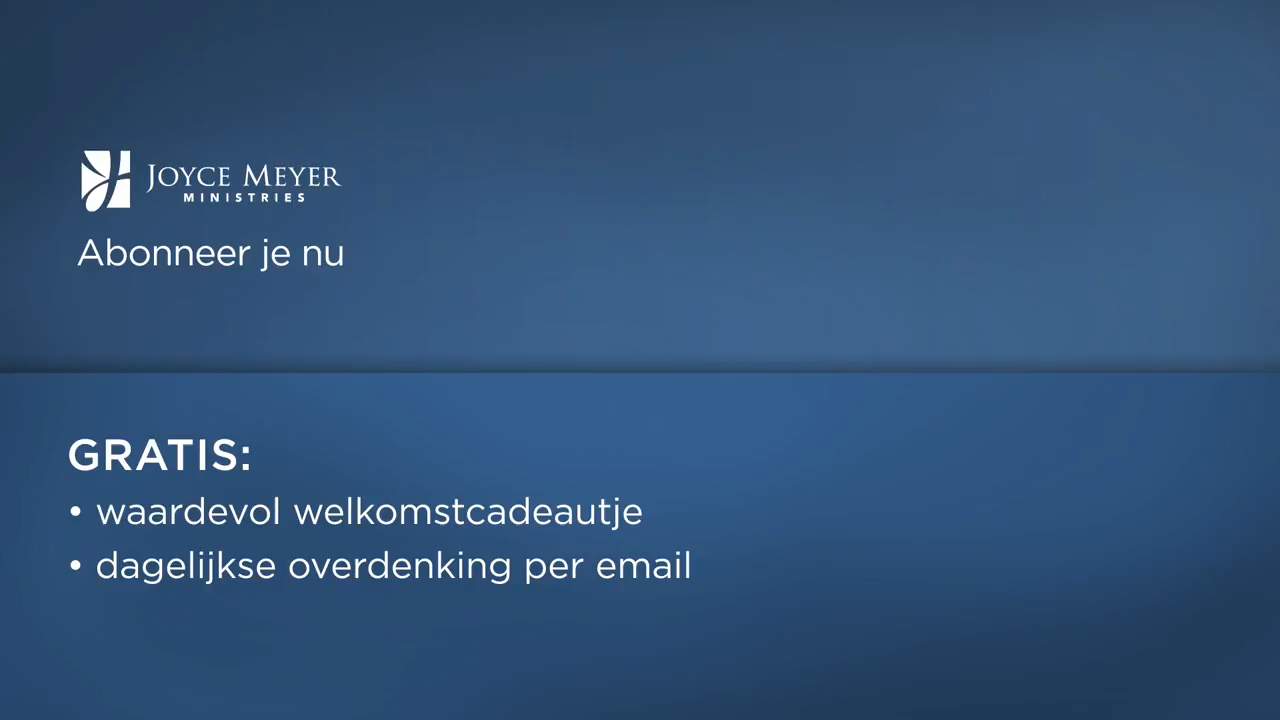 JOYCE MEYER
MINISTRIES
Abonneer je nu
GRATIS:
• waardevol welkomstcadeautje
• dagelijkse overdenking per email